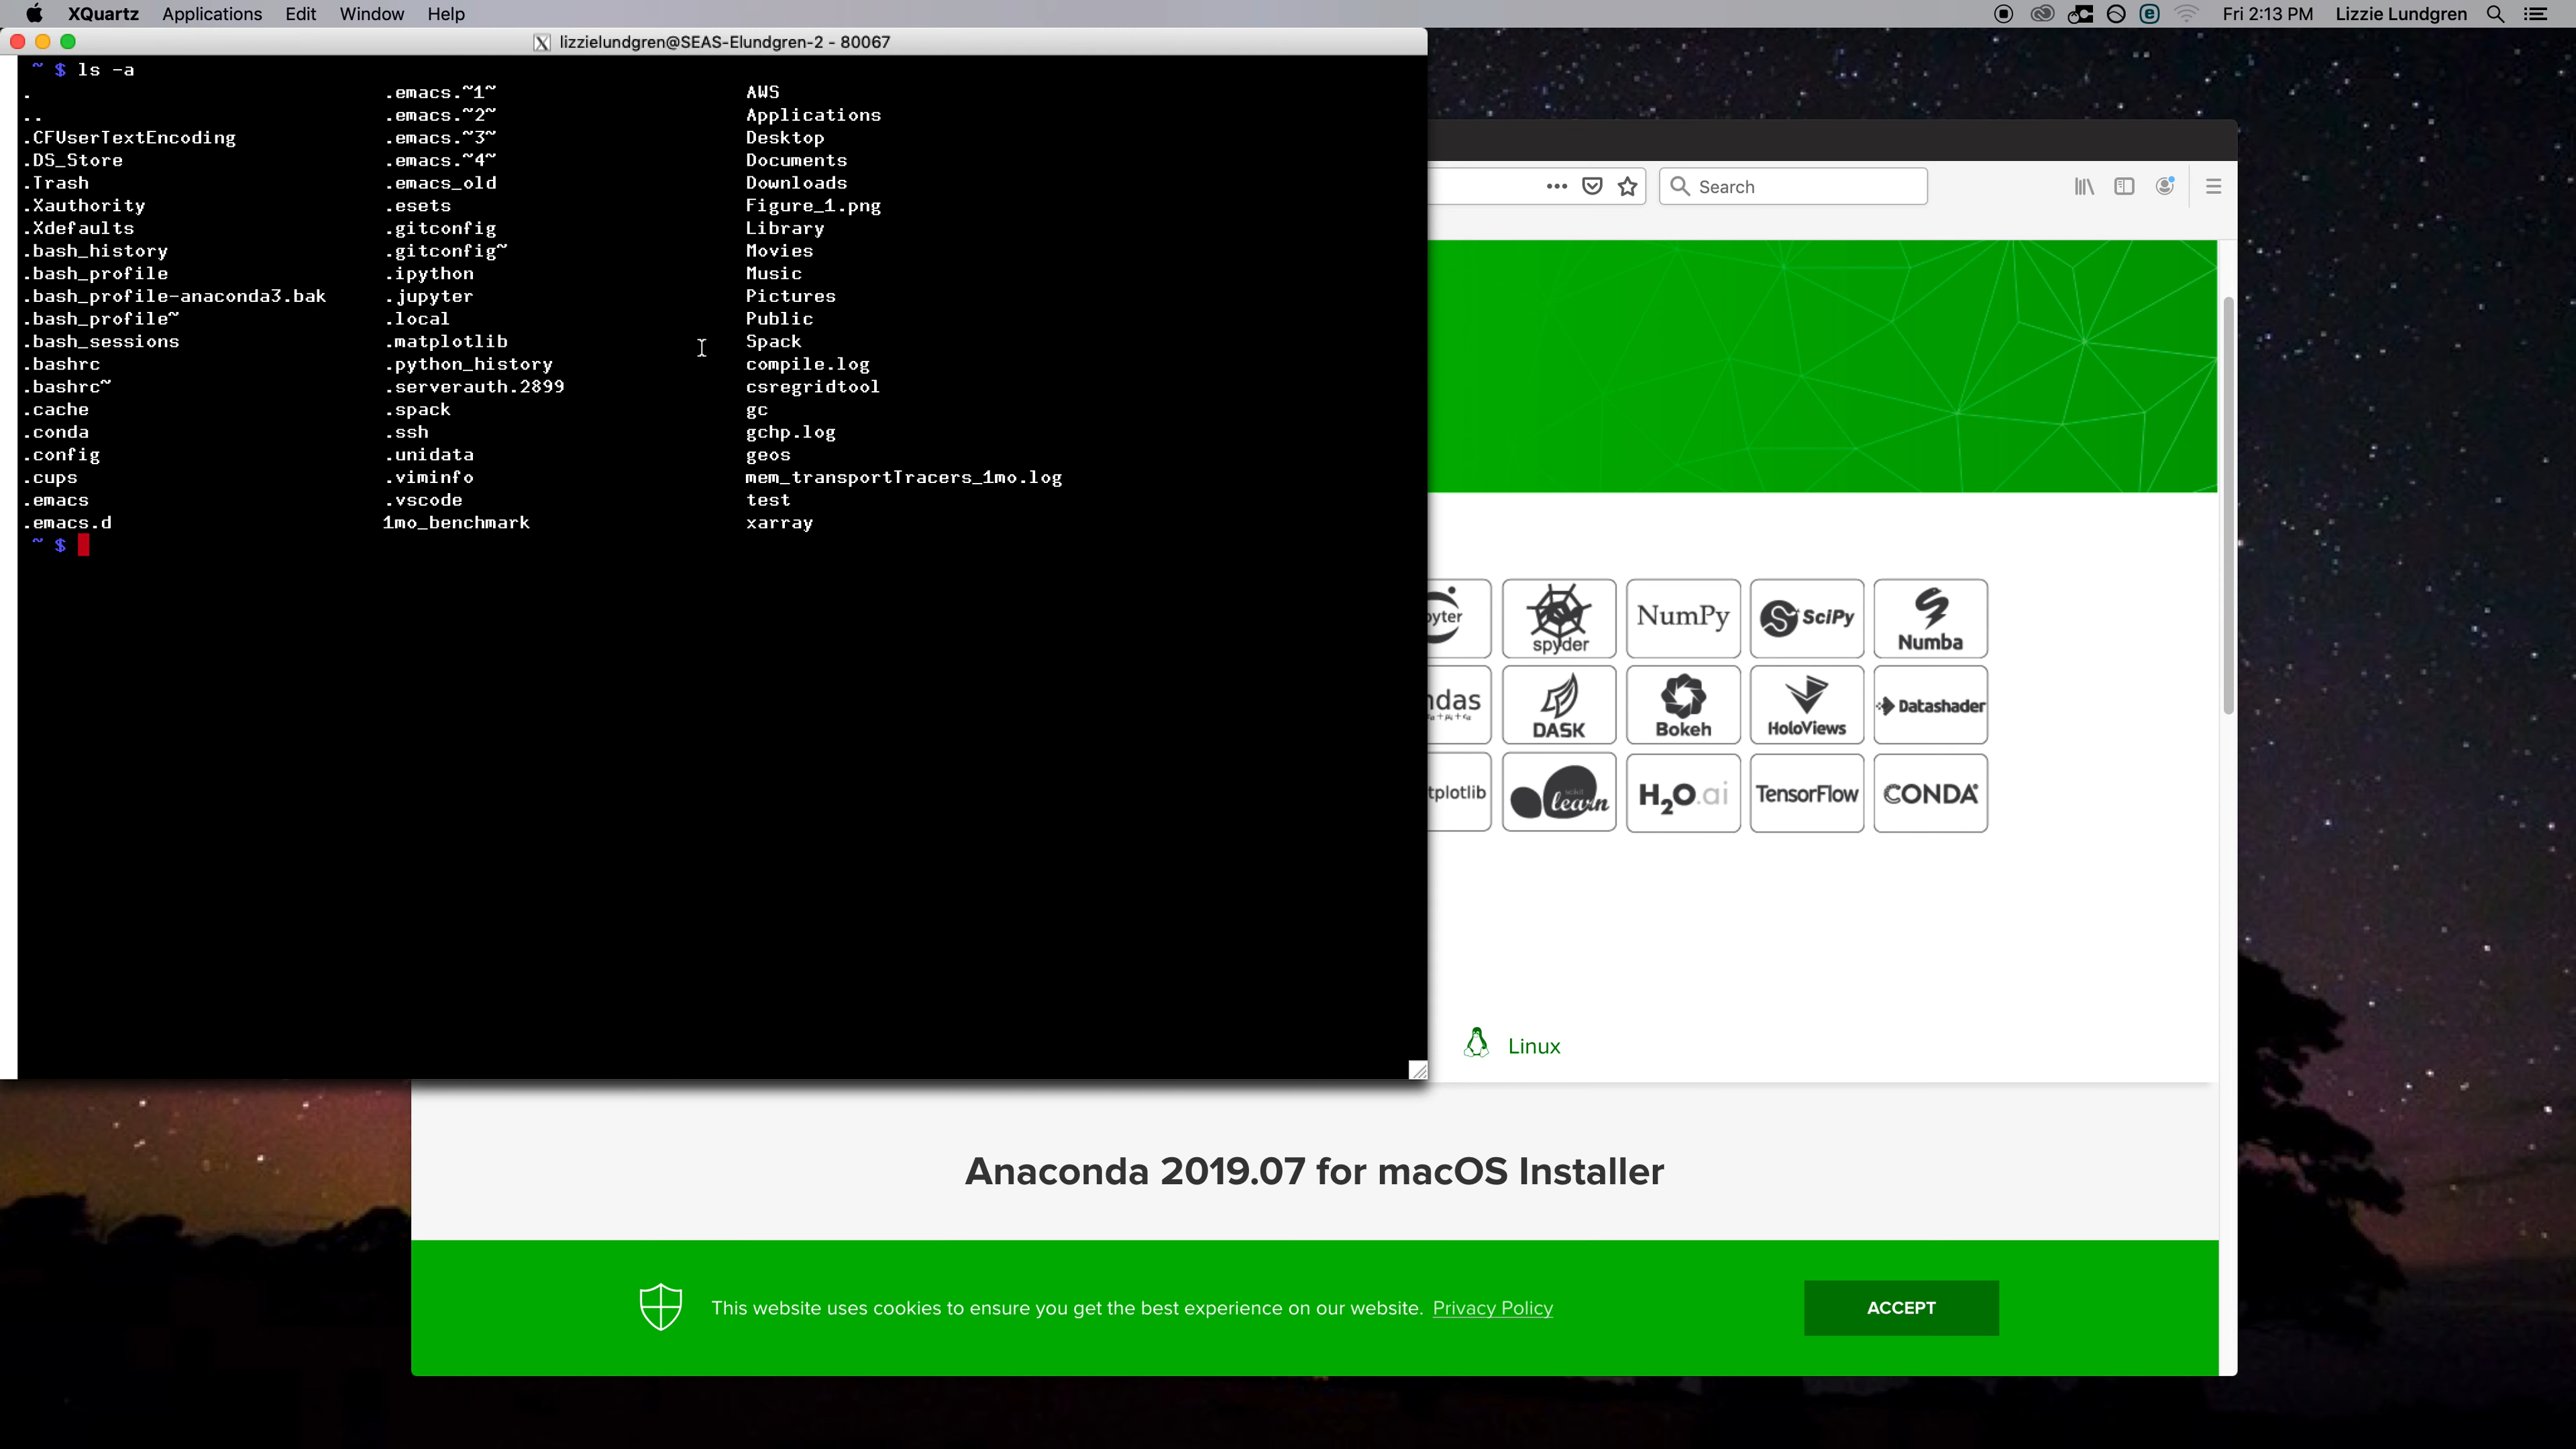 XQuartz Applications Edit Window Help Fri 2:13 PM Lizzie Lundgren
lizzielundgren@SEAS-Elundgren-2 - 80067
~ $ ls -a
. .emacs.~1~ AWS
.. .emacs.~2~ Applications
.CFUserTextEncoding .emacs.~3~ Desktop
.DS_Store .emacs.~4~ Documents
.Trash .emacs_old Downloads
.Xauthority .esets Figure_1.png
.Xdefaults .gitconfig Library
.bash_history .gitconfig~ Movies
.bash_profile .ipython Music
.bash_profile-anaconda3.bak .jupyter Pictures
.bash_profile~ .local Public
.bash_sessions .matplotlib Spack
.bashrc .python_history compile.log
.bashrc~ .serverauth.2899 csregridtool
.cache .spack gc
.conda .ssh gchp.log
.config .unidata geos
.cups .viminfo mem_transportTracers_1mo.log
.emacs .vscode test
.emacs.d 1mo_benchmark xarray
~ $
Search
yter spyder NumPy SciPy Numba
ndas DASK Bokeh HoloViews Datashader
tplotlib scikit learn H2O.ai TensorFlow CONDA
Linux
Anaconda 2019.07 for macOS Installer
This website uses cookies to ensure you get the best experience on our website. Privacy Policy ACCEPT